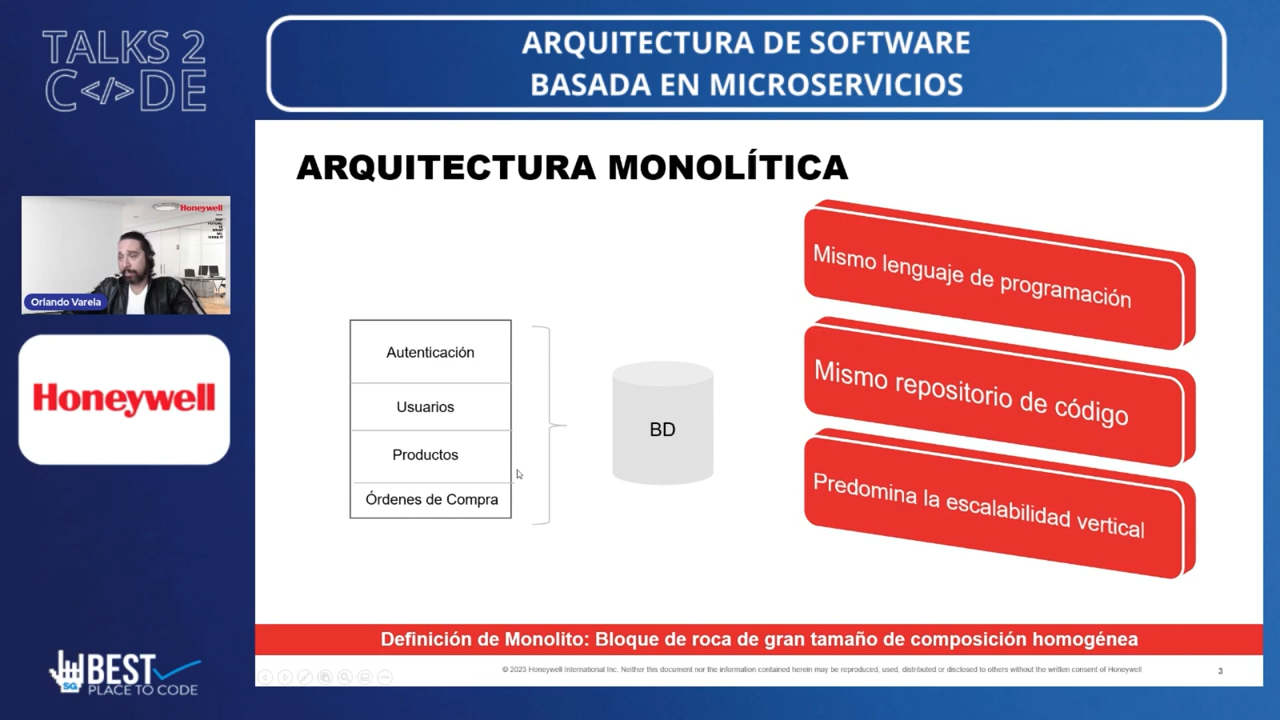 TALKS 2
C</>DE
ARQUITECTURA DE SOFTWARE
BASADA EN MICROSERVICIOS
ARQUITECTURA MONOLÍTICA
Honeywell
Orlando Varela
Honeywell
Autenticación
Usuarios
Productos
Órdenes de Compra
BD
Mismo lenguaje de programación
Mismo repositorio de código
Predomina la escalabilidad vertical
Definición de Monolito: Bloque de roca de gran tamaño de composición homogénea
© 2023 Honeywell International Inc. Neither this document nor the information contained herein may be reproduced, used, distributed or disclosed to others without the written consent of Honeywell
3
SG
BEST
PLACE TO CODE